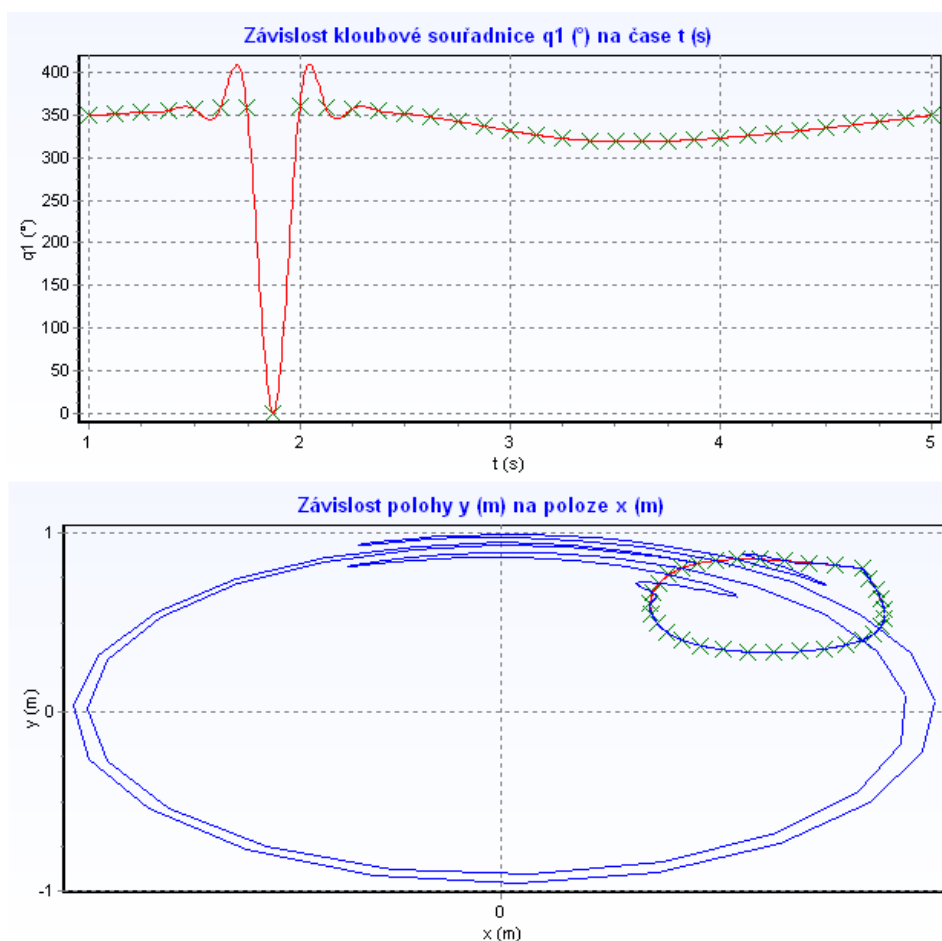 Závislost kloubové souřadnice q1 (°) na čase t (s)
400
350
300
250
200
150
100
50
0
q1 (°)
1 2 3 4 5
t (s)
Závislost polohy y (m) na poloze x (m)
1
0
-1
y (m)
0
x (m)